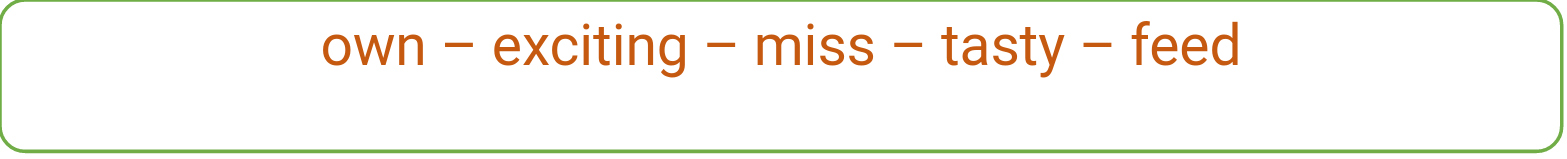 own – exciting – miss – tasty – feed